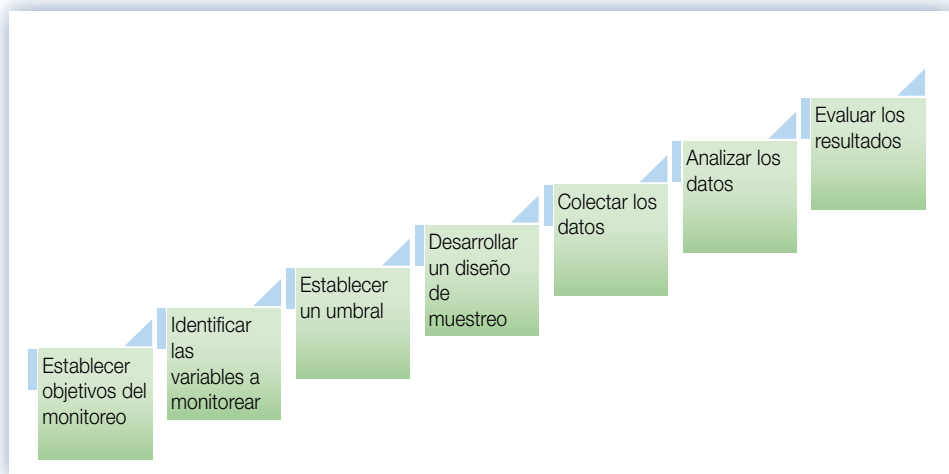 Establecer
objetivos del
monitoreo
Identificar
las
variables a
monitorear
Establecer
un umbral
Desarrollar
un diseño
de
muestreo
Colectar los
datos
Analizar los
datos
Evaluar los
resultados